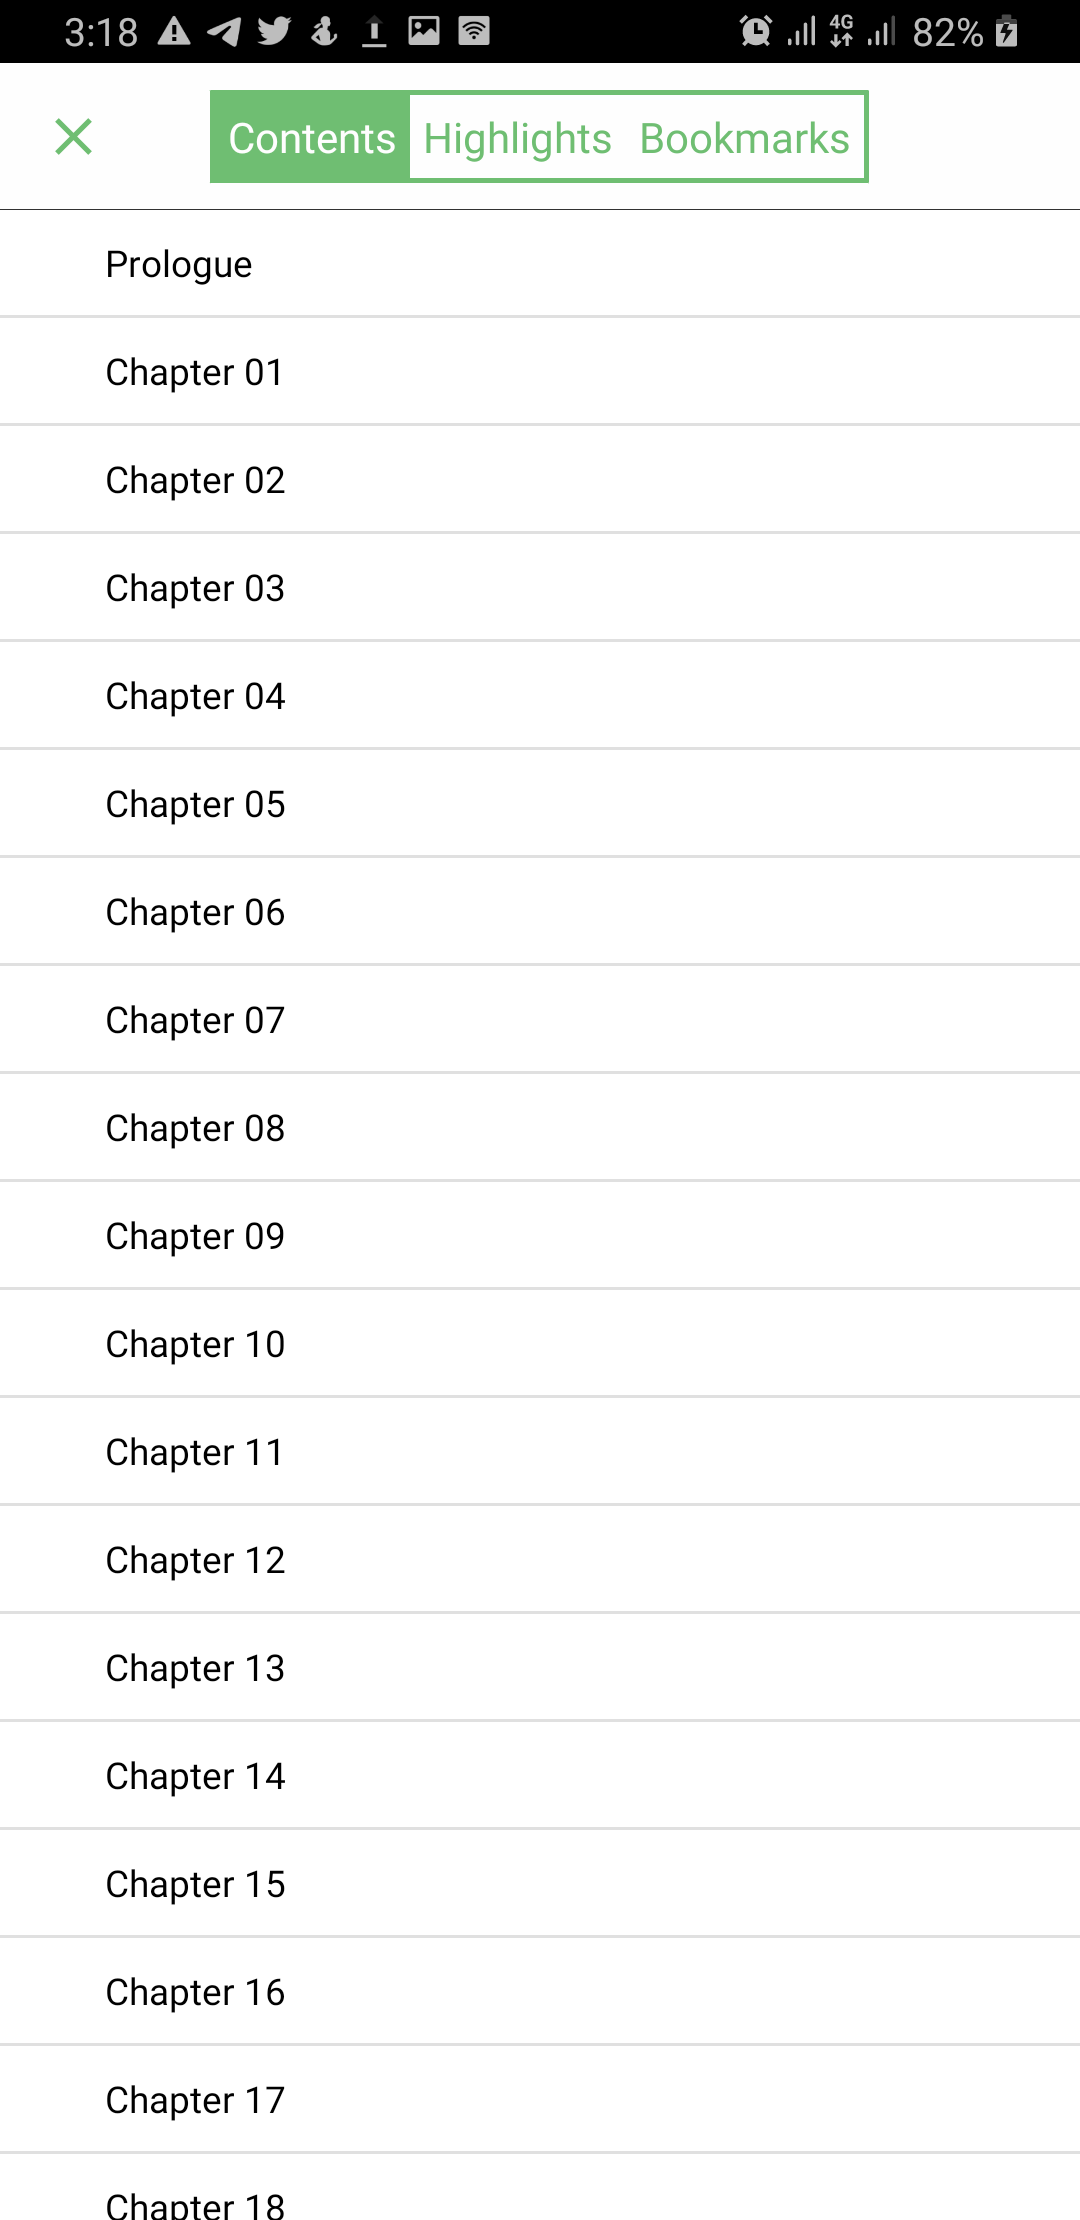 3:18 4G 82%
Contents Highlights Bookmarks
Prologue
Chapter 01
Chapter 02
Chapter 03
Chapter 04
Chapter 05
Chapter 06
Chapter 07
Chapter 08
Chapter 09
Chapter 10
Chapter 11
Chapter 12
Chapter 13
Chapter 14
Chapter 15
Chapter 16
Chapter 17
Chapter 18